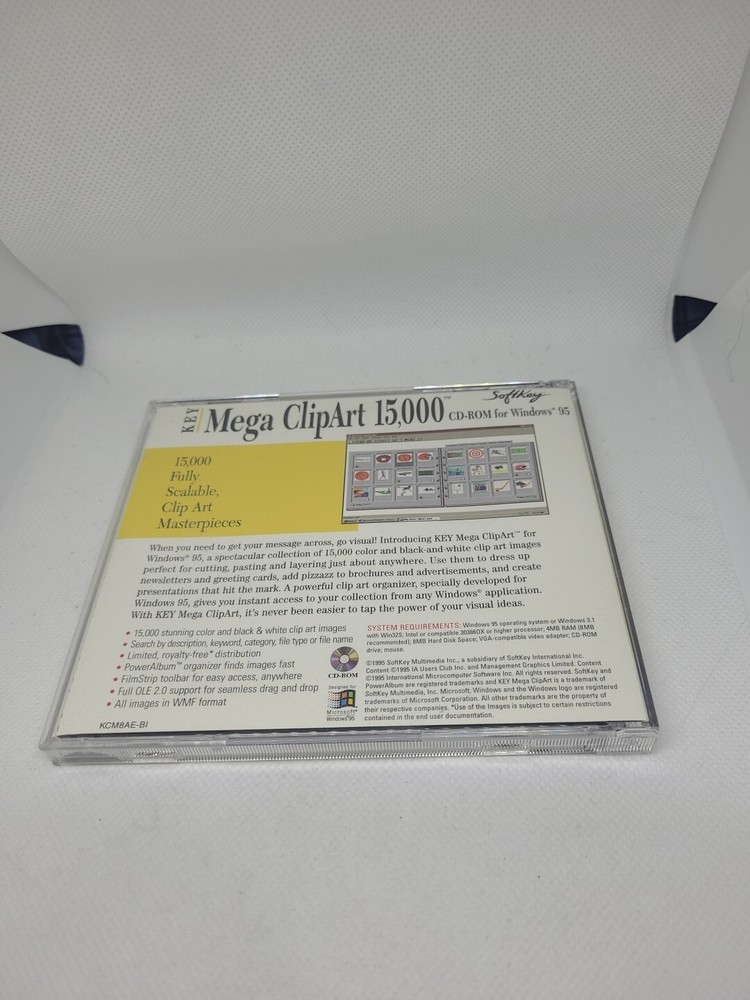 SoftKey
KEY Mega ClipArt 15,000™ CD-ROM for Windows® 95
15,000
Fully
Scalable,
Clip Art
Masterpieces
When you need to get your message across, go visual! Introducing KEY Mega ClipArt™ for
Windows® 95, a spectacular collection of 15,000 color and black-and-white clip art images
perfect for cutting, pasting and layering just about anywhere. Use them to dress up
newsletters and greeting cards, add pizzazz to brochures and advertisements, and create
presentations that hit the mark. A powerful clip art organizer, specially developed for
Windows 95, gives you instant access to your collection from any Windows® application.
With KEY Mega ClipArt, it's never been easier to tap the power of your visual ideas.
• 15,000 stunning color and black & white clip art images
• Search by description, keyword, category, file type or file name
• Limited, royalty-free* distribution
• PowerAlbum™ organizer finds images fast
• FilmStrip toolbar for easy access, anywhere
• Full OLE 2.0 support for seamless drag and drop
• All images in WMF format
KCM8AE-BI
CD-ROM
Designed for
Microsoft®
Windows®95
SYSTEM REQUIREMENTS: Windows 95 operating system or Windows 3.1
with Win32S; Intel or compatible 80386DX or higher processor; 4MB RAM (8MB
recommended); 8MB Hard Disk Space; VGA-compatible video adapter; CD-ROM
drive; mouse.
©1995 SoftKey Multimedia Inc., a subsidiary of SoftKey International Inc.
Content ©1995 IA Users Club Inc. and Management Graphics Limited. Content
©1995 International Microcomputer Software Inc. All rights reserved. SoftKey and
PowerAlbum are registered trademarks and KEY Mega ClipArt is a trademark of
SoftKey Multimedia, Inc. Microsoft, Windows and the Windows logo are registered
trademarks of Microsoft Corporation. All other trademarks are the property of
their respective companies. *Use of the Images is subject to certain restrictions
contained in the end user documentation.